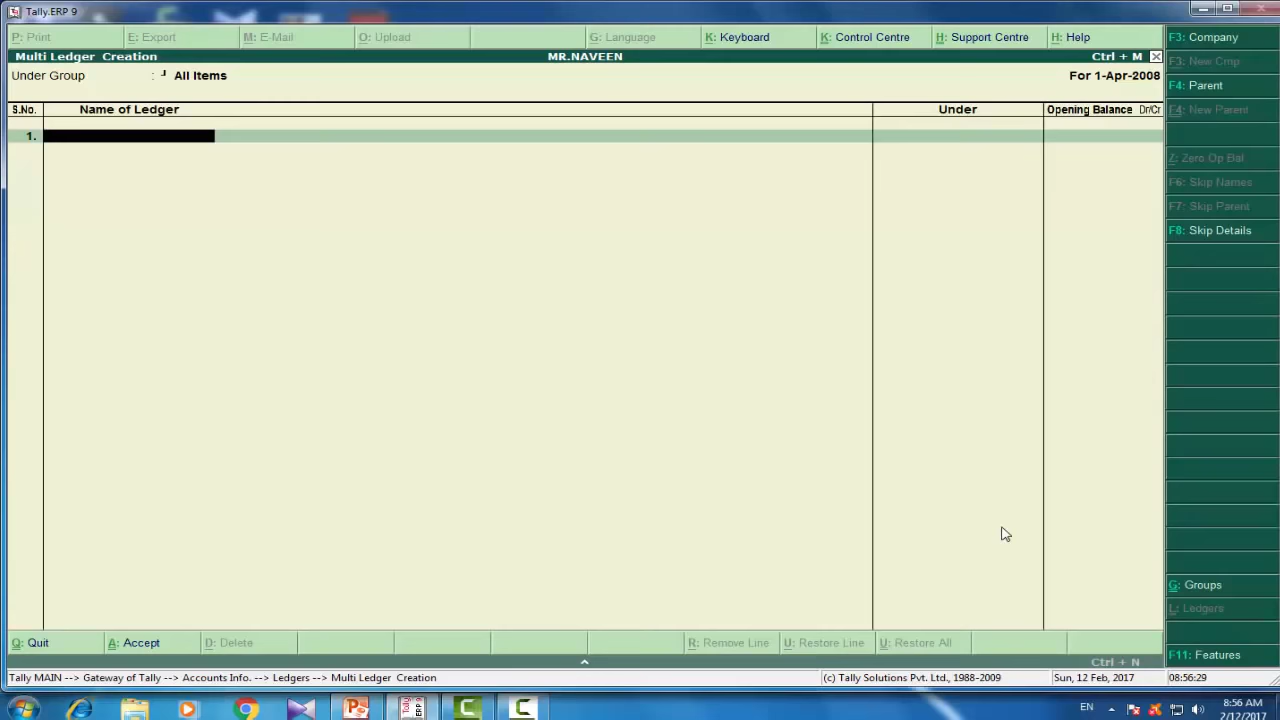 Tally.ERP 9
P: Print E: Export M: E-Mail O: Upload G: Language K: Keyboard K: Control Centre H: Support Centre H: Help
Multi Ledger Creation MR.NAVEEN Ctrl + M
Under Group : All Items For 1-Apr-2008
S.No. Name of Ledger Under Opening Balance Dr/Cr
1.
F3: Company
F3: New Cmp
F4: Parent
F4: New Parent
Z: Zero Op Bal
F6: Skip Names
F7: Skip Parent
F8: Skip Details
G: Groups
L: Ledgers
F11: Features
Q: Quit A: Accept D: Delete R: Remove Line U: Restore Line U: Restore All
Ctrl + N
Tally MAIN --> Gateway of Tally --> Accounts Info. --> Ledgers --> Multi Ledger Creation (c) Tally Solutions Pvt. Ltd., 1988-2009 Sun, 12 Feb, 2017 08:56:29
EN 8:56 AM
2/12/2017